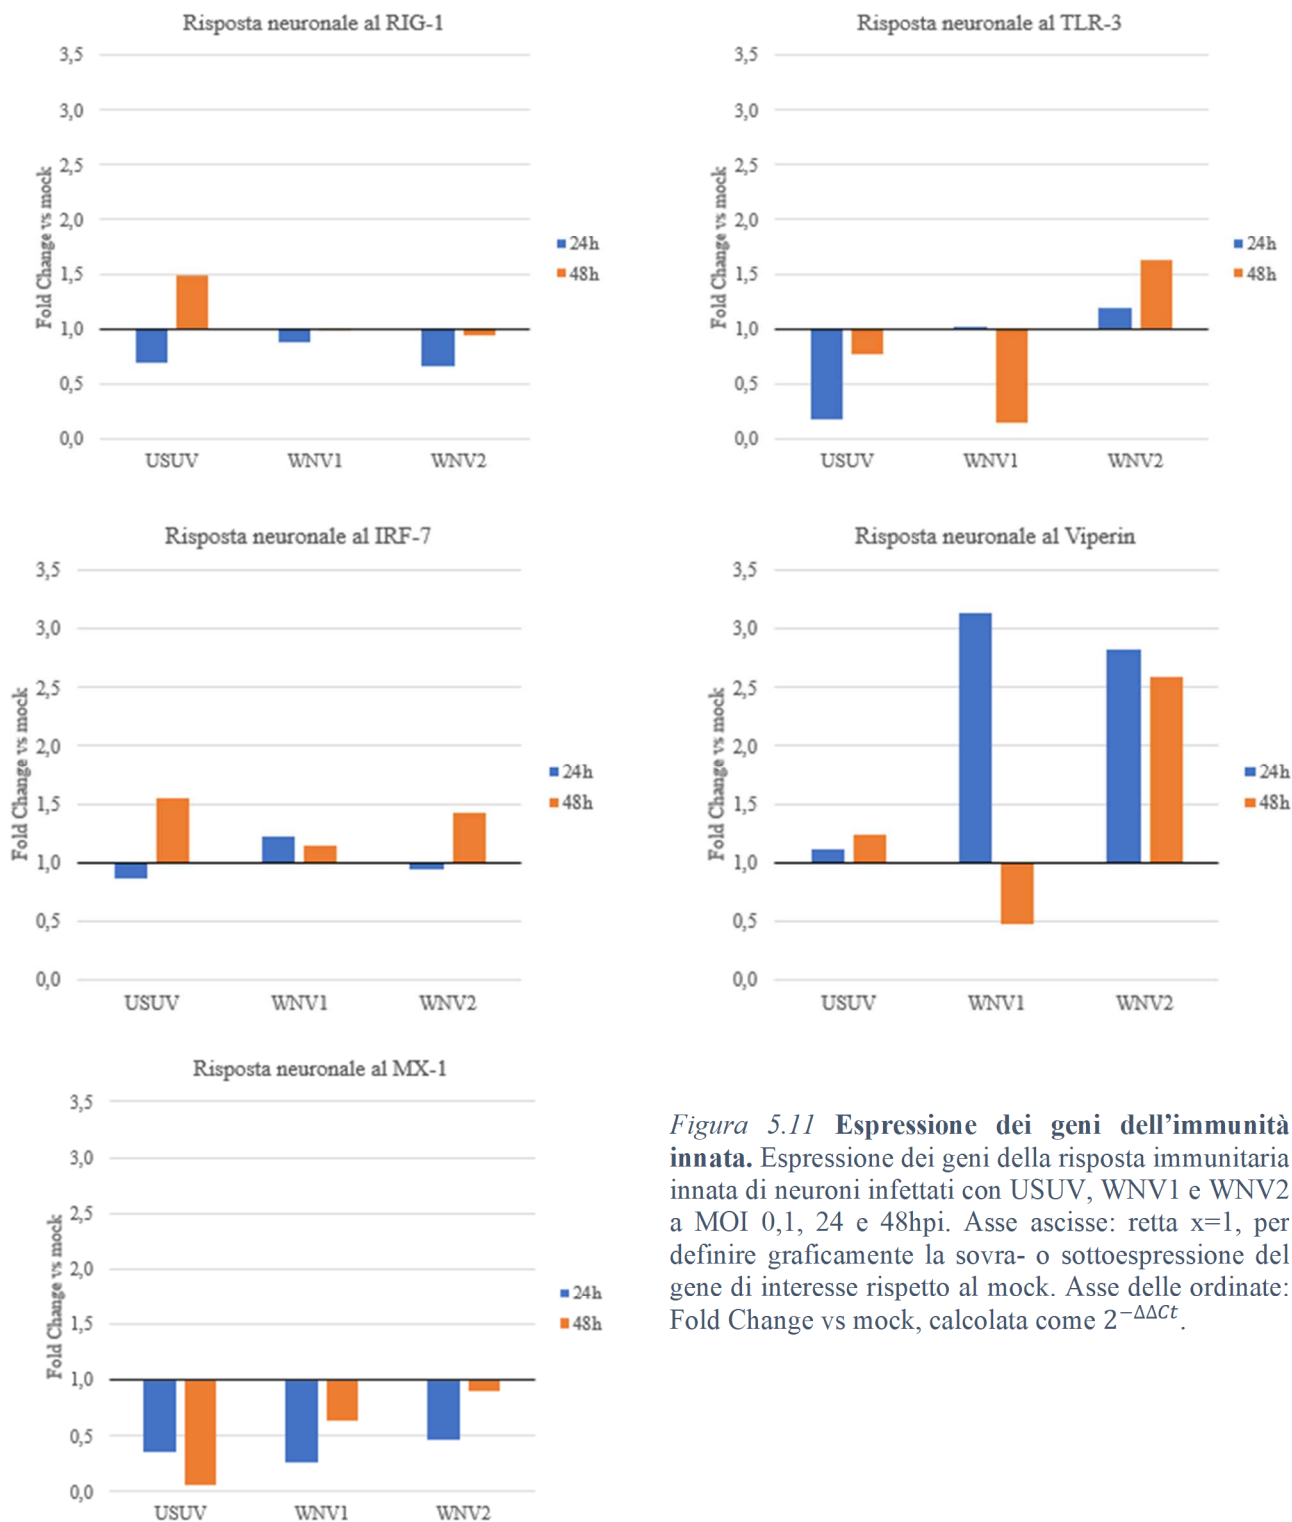 Risposta neuronale al RIG-1
3,5
3,0
2,5
2,0
1,5
1,0
0,5
0,0
Fold Change vs mock
USUV WNV1 WNV2
24h
48h
Risposta neuronale al TLR-3
3,5
3,0
2,5
2,0
1,5
1,0
0,5
0,0
Fold Change vs mock
USUV WNV1 WNV2
24h
48h
Risposta neuronale al IRF-7
3,5
3,0
2,5
2,0
1,5
1,0
0,5
0,0
Fold Change vs mock
USUV WNV1 WNV2
24h
48h
Risposta neuronale al Viperin
3,5
3,0
2,5
2,0
1,5
1,0
0,5
0,0
Fold Change vs mock
USUV WNV1 WNV2
24h
48h
Risposta neuronale al MX-1
3,5
3,0
2,5
2,0
1,5
1,0
0,5
0,0
Fold Change vs mock
USUV WNV1 WNV2
24h
48h
Figura 5.11 Espressione dei geni dell’immunità
innata. Espressione dei geni della risposta immunitaria
innata di neuroni infettati con USUV, WNV1 e WNV2
a MOI 0,1, 24 e 48hpi. Asse ascisse: retta x=1, per
definire graficamente la sovra- o sottoespressione del
gene di interesse rispetto al mock. Asse delle ordinate:
Fold Change vs mock, calcolata come 2^−ΔΔCt.